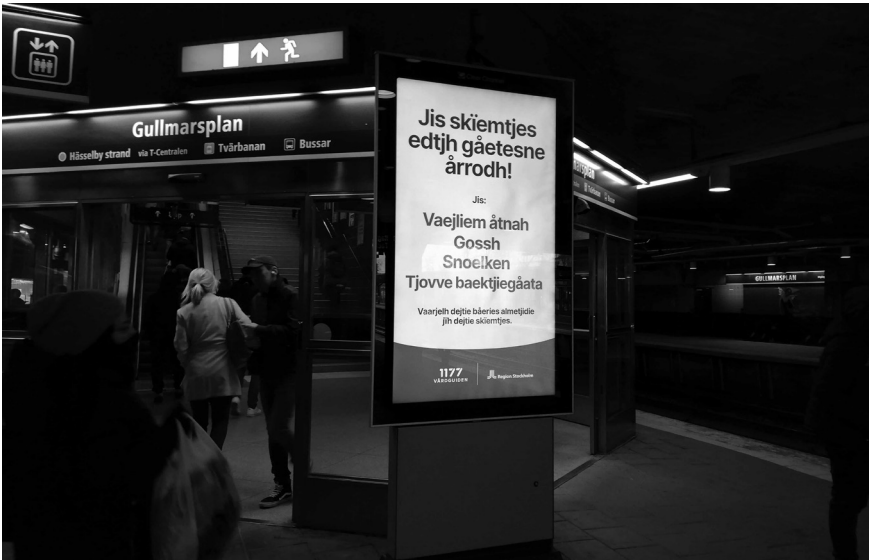 Gullmarsplan
Hässelby strand via T-Centralen Tvärbanan Bussar
Jis skïemtjes
edtjh gåetesne
årrodh!
Jis:
Vaejliem åtnah
Gossh
Snoelken
Tjovve baektjiegåata
Vaarjelh dejtie båeries almetjidie
jïh dejtie skïemtjes.
1177
VÅRDGUIDEN
Region Stockholm
GULLMARSPLAN